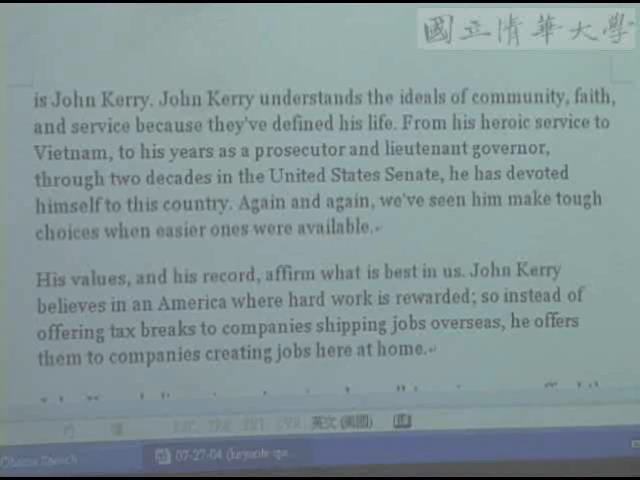 國立清華大學
is John Kerry. John Kerry understands the ideals of community, faith,
and service because they've defined his life. From his heroic service to
Vietnam, to his years as a prosecutor and lieutenant governor,
through two decades in the United States Senate, he has devoted
himself to this country. Again and again, we've seen him make tough
choices when easier ones were available.
His values, and his record, affirm what is best in us. John Kerry
believes in an America where hard work is rewarded; so instead of
offering tax breaks to companies shipping jobs overseas, he offers
them to companies creating jobs here at home.
英文 (美國)
Obama Speech
07-27-04 (keynote